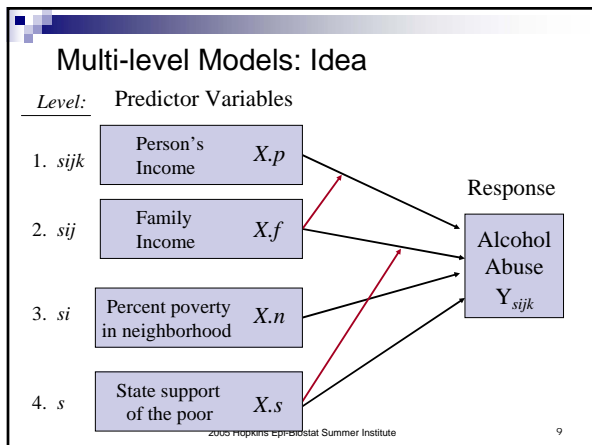 Multi-level Models: Idea
Level: Predictor Variables
1. sijk Person's Income X.p
2. sij Family Income X.f
3. si Percent poverty in neighborhood X.n
4. s State support of the poor X.s
Response
Alcohol
Abuse
Ysijk
2005 Hopkins Epi-Biostat Summer Institute 9